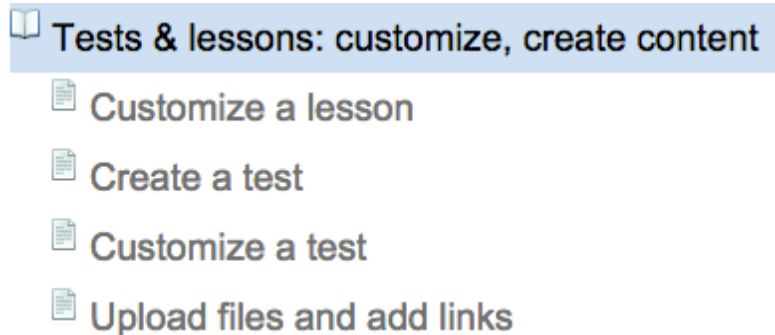 Tests & lessons: customize, create content
Customize a lesson
Create a test
Customize a test
Upload files and add links